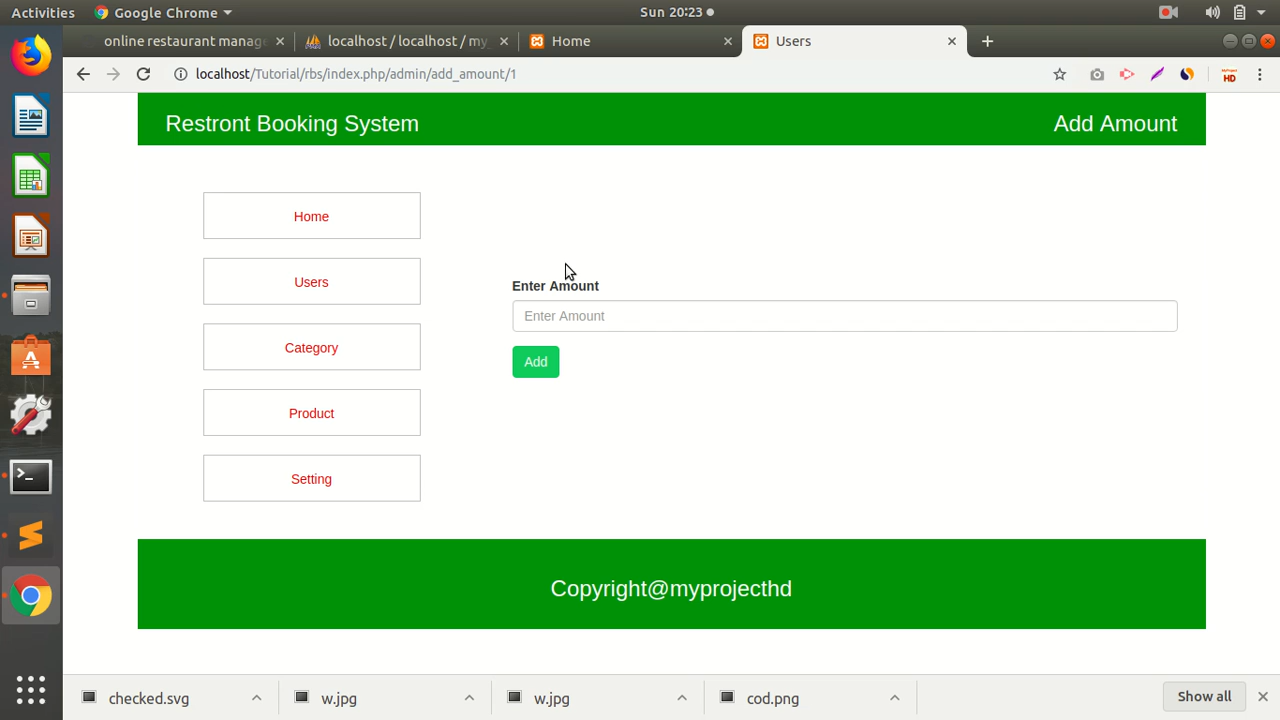 Activities
Google Chrome
Sun 20:23
online restaurant manag
localhost / localhost / my_
Home
Users
localhost/Tutorial/rbs/index.php/admin/add_amount/1
HD
Restront Booking System
Add Amount
Home
Users
Category
Product
Setting
Enter Amount
Enter Amount
Add
Copyright@myprojecthd
checked.svg
w.jpg
w.jpg
cod.png
Show all